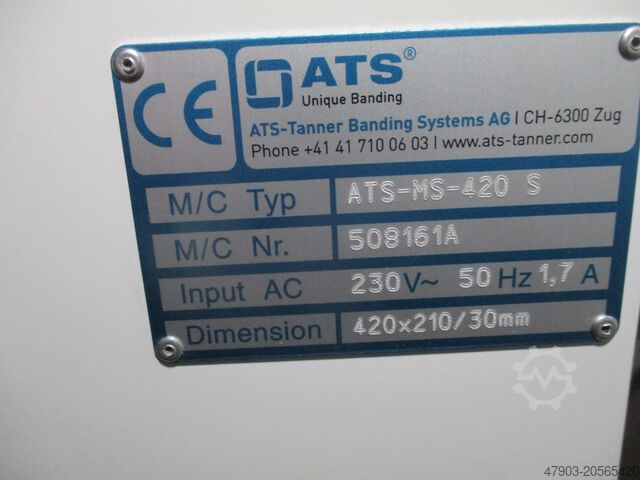 CE
ATS®
Unique Banding
ATS-Tanner Banding Systems AG | CH-6300 Zug
Phone +41 41 710 06 03 | www.ats-tanner.com
M/C Typ ATS-MS-420 S
M/C Nr. 508161A
Input AC 230V~ 50 Hz 1,7 A
Dimension 420x210/30mm
47903-20565420